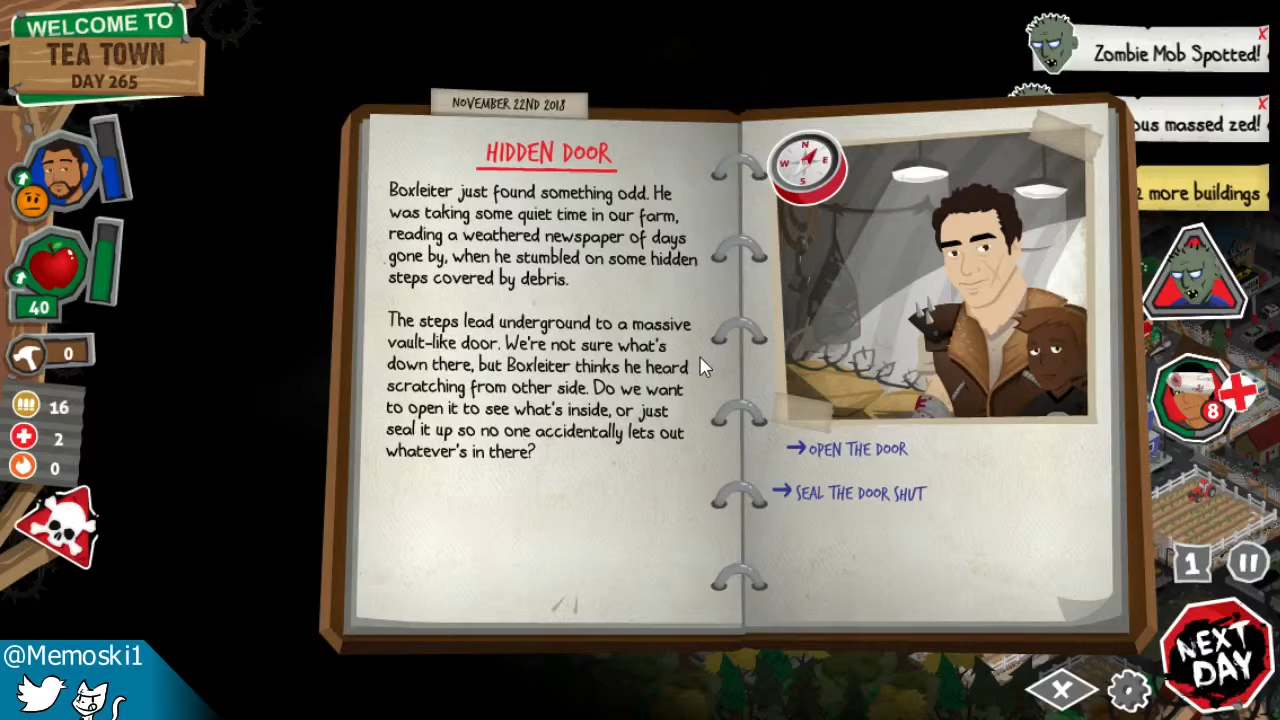 WELCOME TO
TEA TOWN
DAY 265
40
0
16
2
0
@Memoski1
NOVEMBER 22ND 2018
HIDDEN DOOR
Boxleiter just found something odd. He
was taking some quiet time in our farm,
reading a weathered newspaper of days
gone by, when he stumbled on some hidden
steps covered by debris.
The steps lead underground to a massive
vault-like door. We're not sure what's
down there, but Boxleiter thinks he heard
scratching from other side. Do we want
to open it to see what's inside, or just
seal it up so no one accidentally lets out
whatever's in there?
N
W E
S
→OPEN THE DOOR
→SEAL THE DOOR SHUT
Zombie Mob Spotted!
x
ous massed zed!
x
2 more buildings
8
1
NEXT
DAY